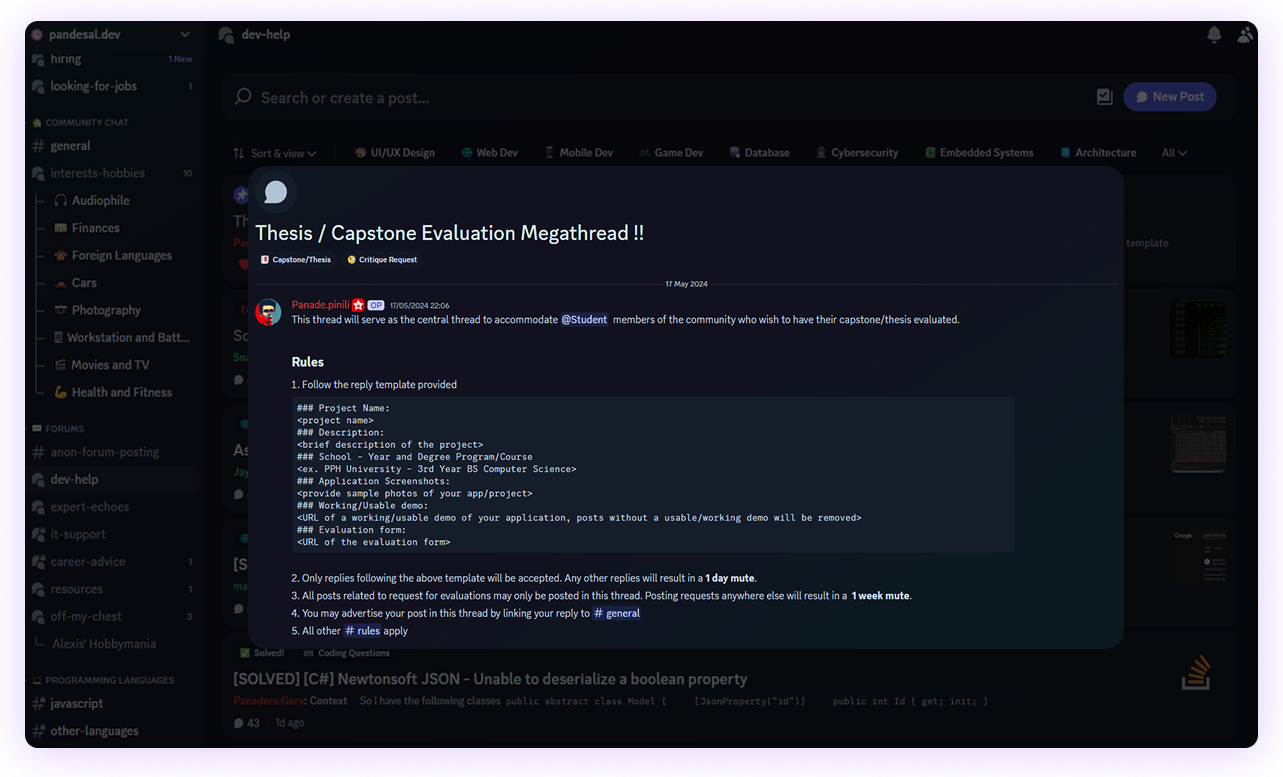 pandesal.dev
dev-help
hiring
1 New
looking-for-jobs
1
Search or create a post...
New Post
COMMUNITY CHAT
general
Sort & view
UI/UX Design
Web Dev
Mobile Dev
Game Dev
Database
Cybersecurity
Embedded Systems
Architecture
All
interests-hobbies
10
Audiophile
Finances
Foreign Languages
Cars
Photography
Workstation and Batt...
Movies and TV
Health and Fitness
FORUMS
anon-forum-posting
dev-help
expert-echoes
it-support
career-advice
1
resources
1
off-my-chest
3
Alexis' Hobbymania
PROGRAMMING LANGUAGES
javascript
other-languages
template
Thesis / Capstone Evaluation Megathread !!
Capstone/Thesis
Critique Request
17 May 2024
Panade.pinili OP 17/05/2024 22:06
This thread will serve as the central thread to accommodate @Student members of the community who wish to have their capstone/thesis evaluated.
Rules
1. Follow the reply template provided
### Project Name:
<project name>
### Description:
<brief description of the project>
### School - Year and Degree Program/Course
<ex. PPH University - 3rd Year BS Computer Science>
### Application Screenshots:
<provide sample photos of your app/project>
### Working/Usable demo:
<URL of a working/usable demo of your application, posts without a usable/working demo will be removed>
### Evaluation form:
<URL of the evaluation form>
2. Only replies following the above template will be accepted. Any other replies will result in a 1 day mute.
3. All posts related to request for evaluations may only be posted in this thread. Posting requests anywhere else will result in a 1 week mute.
4. You may advertise your post in this thread by linking your reply to # general
5. All other # rules apply
Google
Solved!
Coding Questions
[SOLVED] [C#] Newtonsoft JSON - Unable to deserialize a boolean property
Panadero.Gerv: Context So I have the following classes public abstract class Model { [JsonProperty("id")] public int Id { get; init; }
43
1d ago